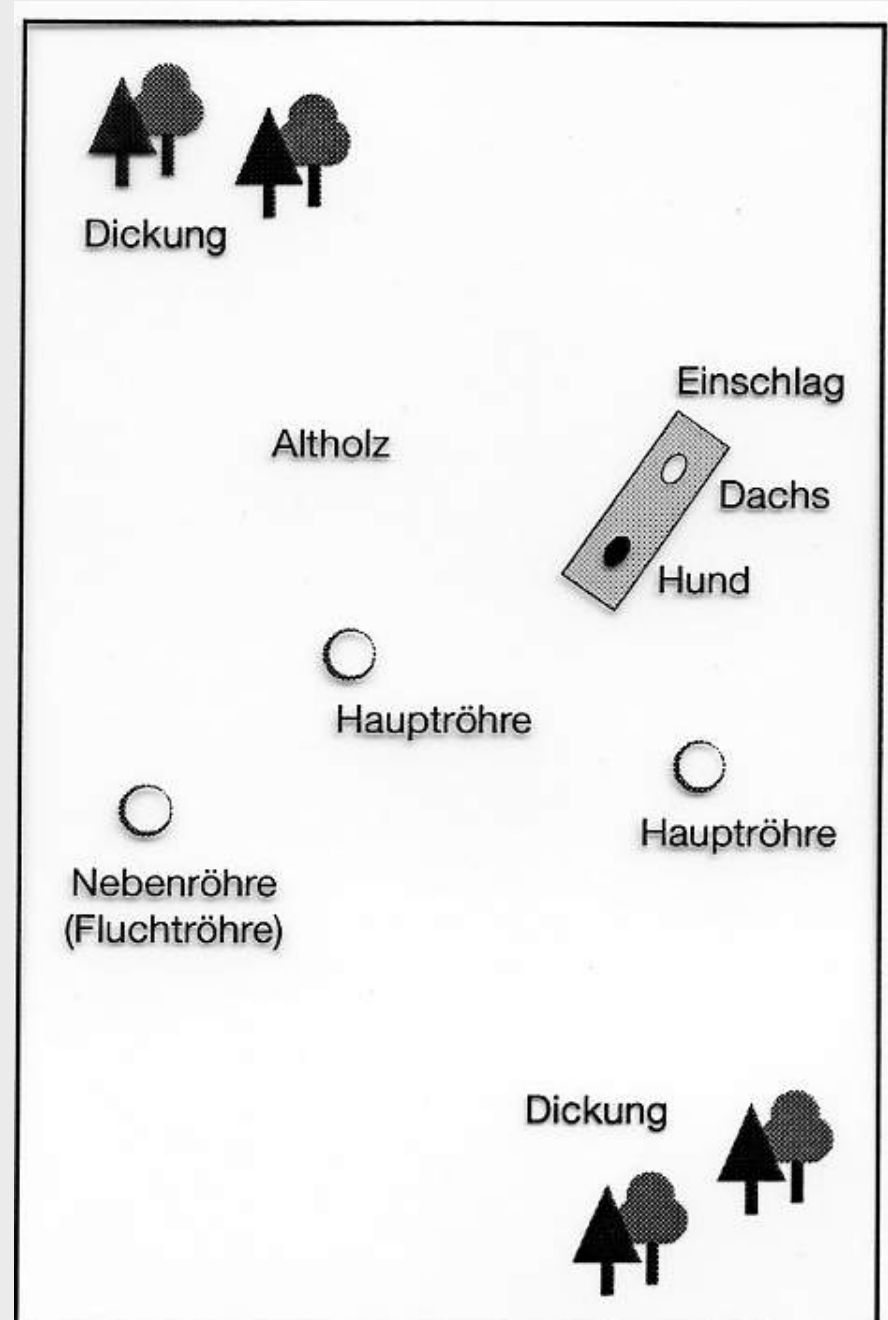 Dickung
Einschlag
Altholz
Dachs
Hund
Hauptröhre
Hauptröhre
Nebenröhre
(Fluchtröhre)
Dickung